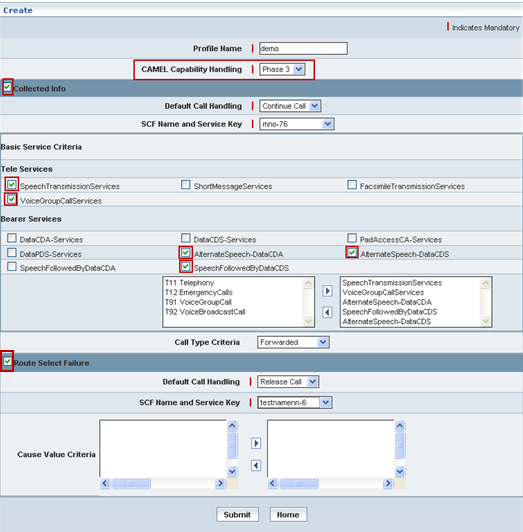 Create
Indicates Mandatory
Profile Name demo
CAMEL Capability Handling Phase 3
Collected Info
Default Call Handling Continue Call
SCF Name and Service Key mno-76
Basic Service Criteria
Tele Services
SpeechTransmissionServices ShortMessageServices FacsimileTransmissionServices
VoiceGroupCallServices
Bearer Services
DataCDA-Services DataCDS-Services PadAccessCA-Services
DataPDS-Services AlternateSpeech-DataCDA AlternateSpeech-DataCDS
SpeechFollowedByDataCDA SpeechFollowedByDataCDS
T11 Telephony SpeechTransmissionServices
T12 EmergencyCalls VoiceGroupCallServices
T91 VoiceGroupCall AlternateSpeech-DataCDA
T92 VoiceBroadcastCall SpeechFollowedByDataCDS
AlternateSpeech-DataCDS
Call Type Criteria Forwarded
Route Select Failure
Default Call Handling Release Call
SCF Name and Service Key testnamenn-6
Cause Value Criteria
Submit Home